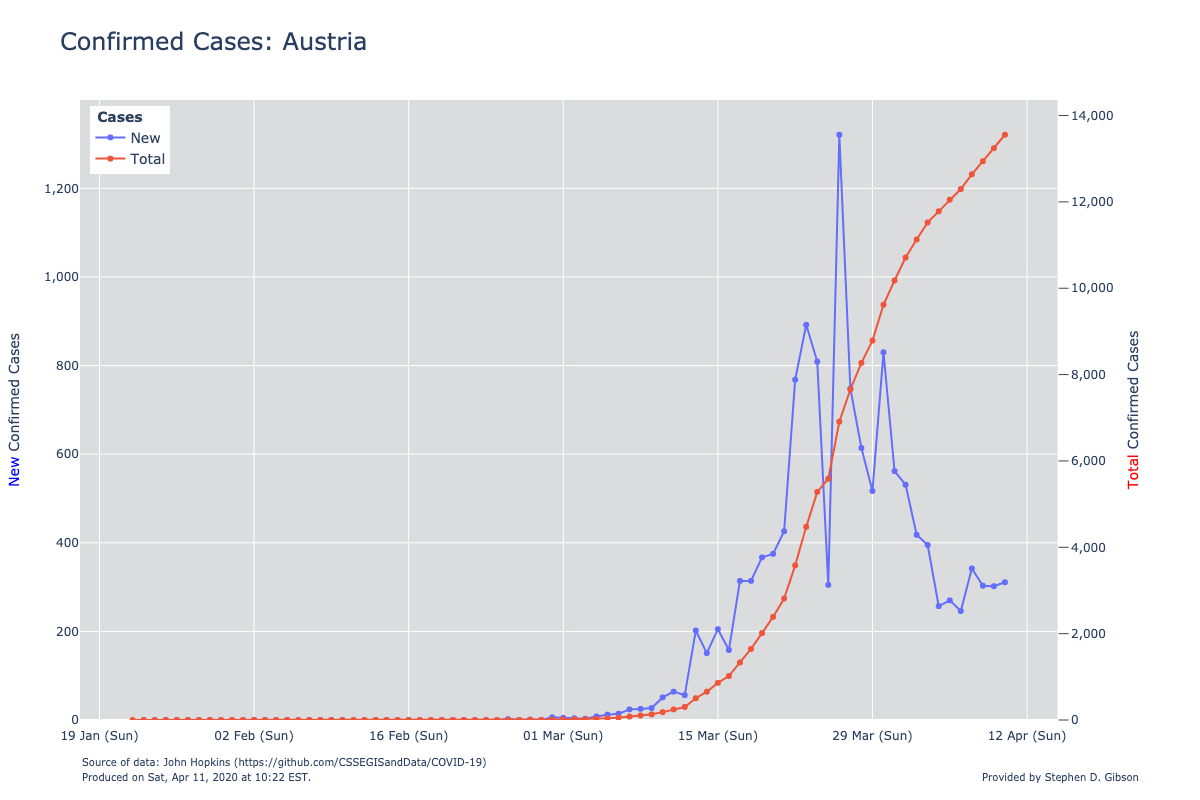 Confirmed Cases: Austria
Cases
New
Total
14,000
12,000
10,000
8,000
6,000
4,000
2,000
0
1,200
1,000
800
600
400
200
0
New Confirmed Cases
Total Confirmed Cases
19 Jan (Sun) 02 Feb (Sun) 16 Feb (Sun) 01 Mar (Sun) 15 Mar (Sun) 29 Mar (Sun) 12 Apr (Sun)
Source of data: John Hopkins (https://github.com/CSSEGISandData/COVID-19)
Produced on Sat, Apr 11, 2020 at 10:22 EST.
Provided by Stephen D. Gibson